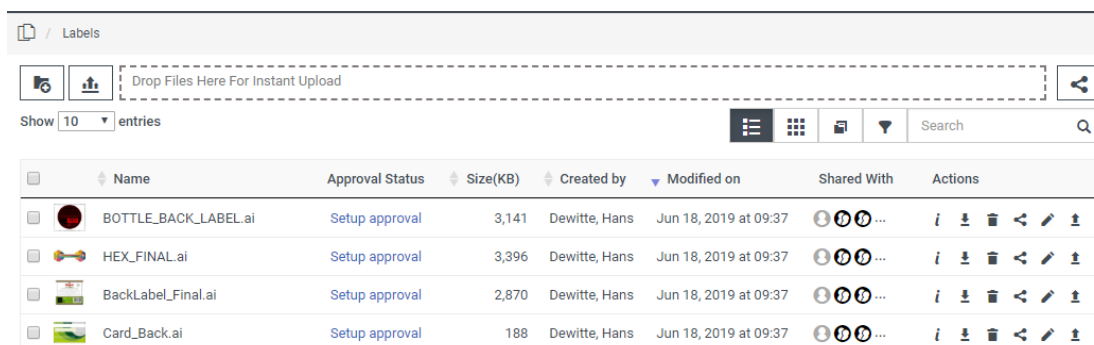 / Labels
Drop Files Here For Instant Upload
Show 10 entries
Search
Name Approval Status Size(KB) Created by Modified on Shared With Actions
BOTTLE_BACK_LABEL.ai Setup approval 3,141 Dewitte, Hans Jun 18, 2019 at 09:37 ... i
HEX_FINAL.ai Setup approval 3,396 Dewitte, Hans Jun 18, 2019 at 09:37 ... i
BackLabel_Final.ai Setup approval 2,870 Dewitte, Hans Jun 18, 2019 at 09:37 ... i
Card_Back.ai Setup approval 188 Dewitte, Hans Jun 18, 2019 at 09:37 ... i